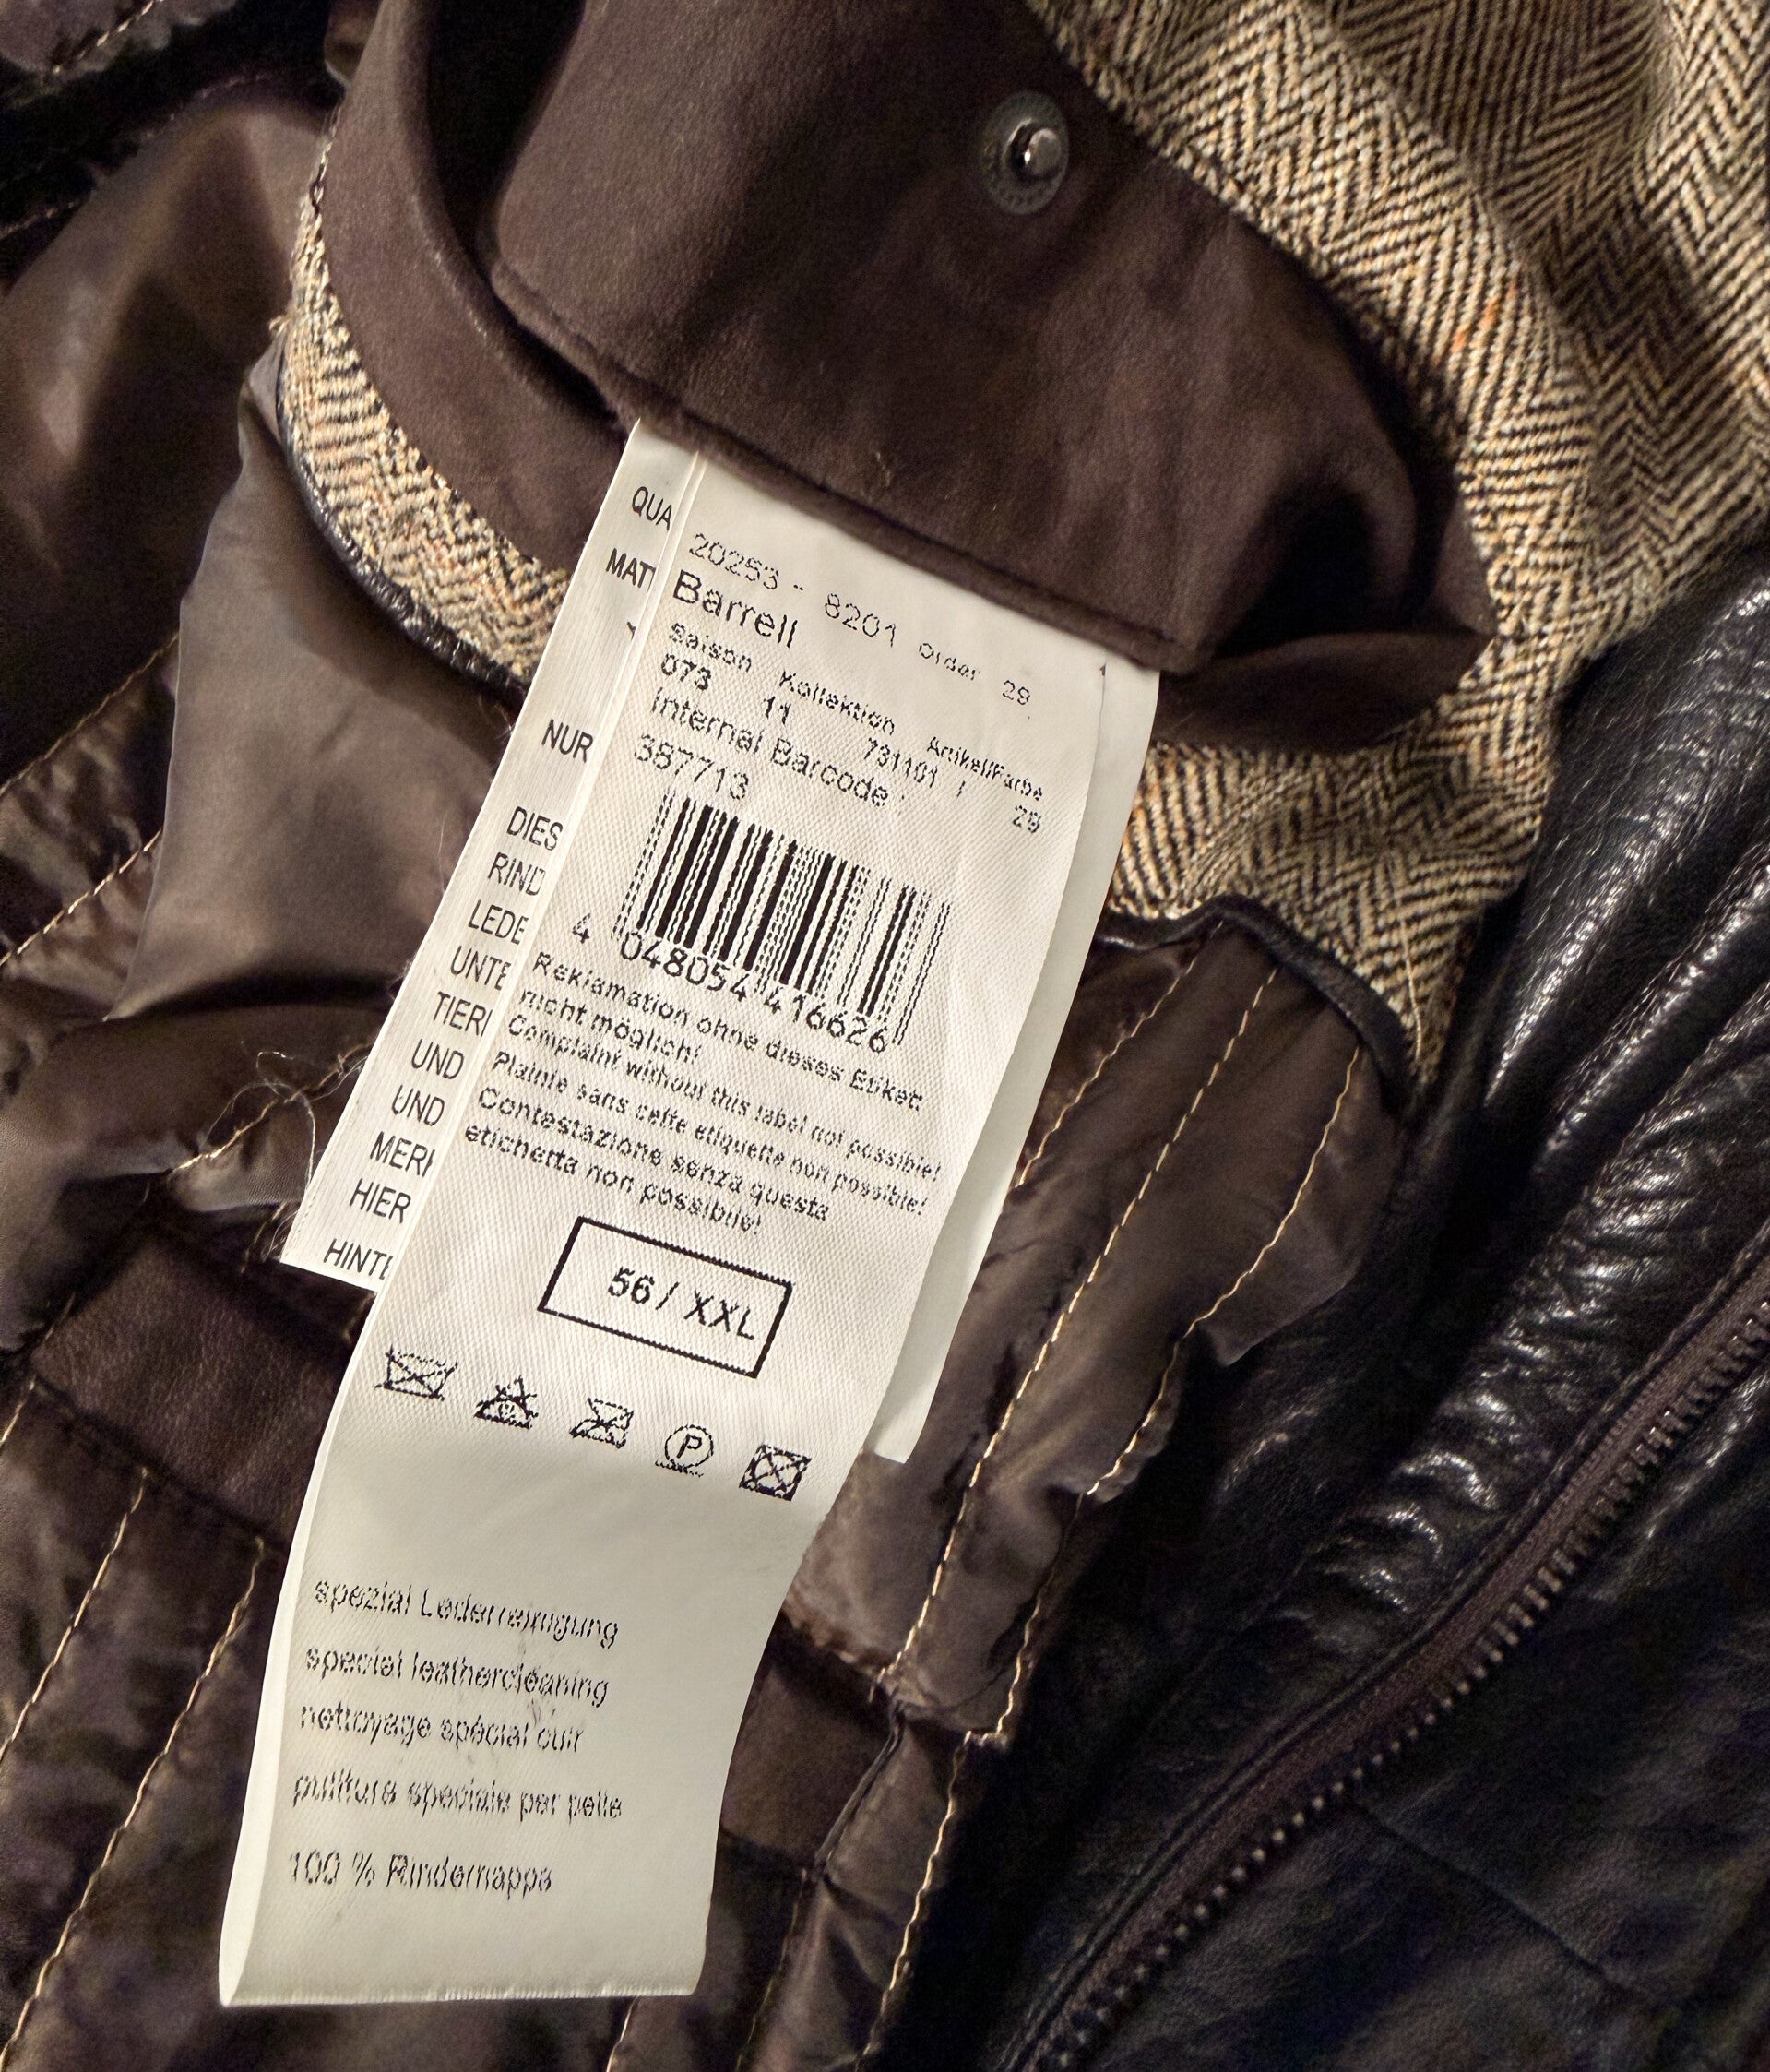 QUA
MAT
NUR
DIES
RIND
LEDE
UNTE
TIER
UND
UND
MERK
HIER
HINTE
20253 - 8201 Order 29
Barrell
Saison Kollektion Artikel/Farbe
073 11 731101 / 29
Internal Barcode :
387713
4 048054 416626
Reklamation ohne dieses Etikett
nicht möglich!
Complaint without this label not possible!
Plainte sans cette etiquette non possible!
Contestazione senza questa
etichetta non possibile!
56 / XXL
P
spezial Lederreinigung
special leathercleaning
nettoyage spécial cuir
pulitura speciale per pelle
100 % Rindernappa